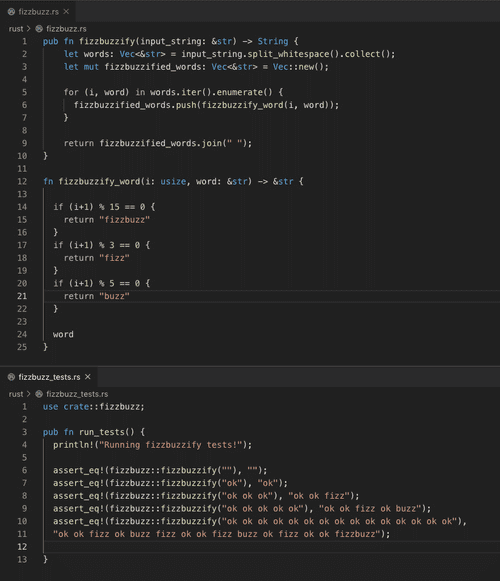 fizzbuzz.rs
rust > fizzbuzz.rs
1 pub fn fizzbuzzify(input_string: &str) -> String {
2 let words: Vec<&str> = input_string.split_whitespace().collect();
3 let mut fizzbuzzified_words: Vec<&str> = Vec::new();
4
5 for (i, word) in words.iter().enumerate() {
6 fizzbuzzified_words.push(fizzbuzzify_word(i, word));
7 }
8
9 return fizzbuzzified_words.join(" ");
10 }
11
12 fn fizzbuzzify_word(i: usize, word: &str) -> &str {
13
14 if (i+1) % 15 == 0 {
15 return "fizzbuzz"
16 }
17 if (i+1) % 3 == 0 {
18 return "fizz"
19 }
20 if (i+1) % 5 == 0 {
21 return "buzz"
22 }
23
24 word
25 }
fizzbuzz_tests.rs
rust > fizzbuzz_tests.rs
1 use crate::fizzbuzz;
2
3 pub fn run_tests() {
4 println!("Running fizzbuzzify tests!");
5
6 assert_eq!(fizzbuzz::fizzbuzzify(""), "");
7 assert_eq!(fizzbuzz::fizzbuzzify("ok"), "ok");
8 assert_eq!(fizzbuzz::fizzbuzzify("ok ok ok"), "ok ok fizz");
9 assert_eq!(fizzbuzz::fizzbuzzify("ok ok ok ok ok"), "ok ok fizz ok buzz");
10 assert_eq!(fizzbuzz::fizzbuzzify("ok ok ok ok ok ok ok ok ok ok ok ok ok ok ok"),
11 "ok ok fizz ok buzz fizz ok ok fizz buzz ok fizz ok ok fizzbuzz");
12
13 }